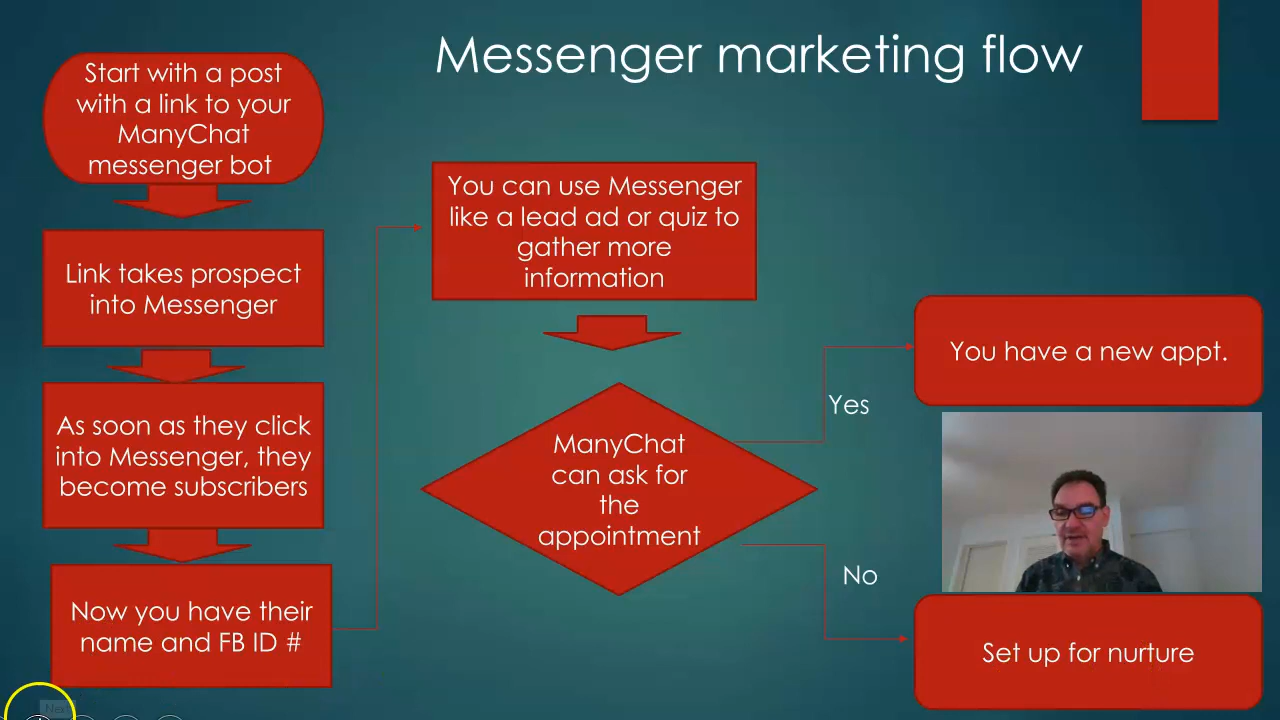 Messenger marketing flow
Start with a post
with a link to your
ManyChat
messenger bot
Link takes prospect
into Messenger
As soon as they click
into Messenger, they
become subscribers
Now you have their
name and FB ID #
You can use Messenger
like a lead ad or quiz to
gather more
information
ManyChat
can ask for
the
appointment
Yes
You have a new appt.
No
Set up for nurture
Next